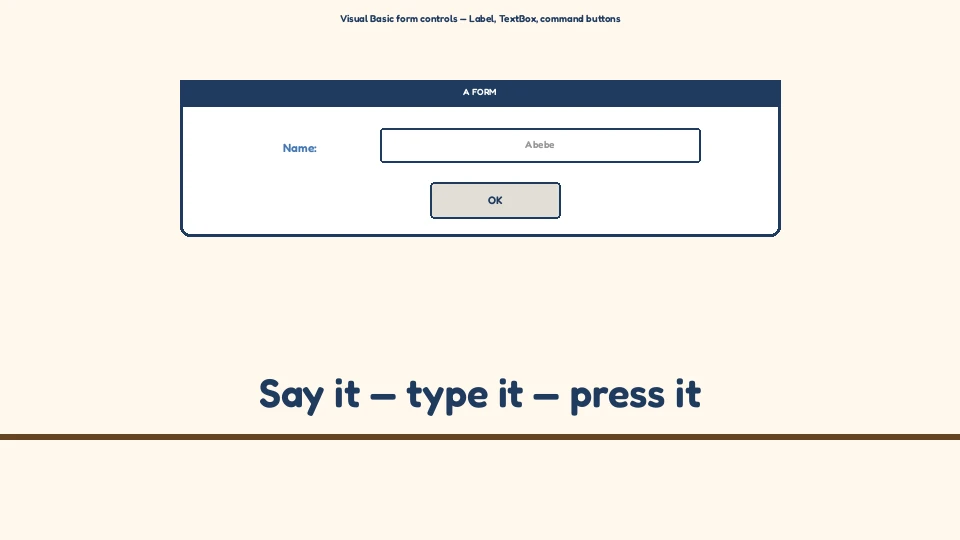 Visual Basic form controls — Label, TextBox, command buttons
A FORM
Name:
Abebe
OK
Say it — type it — press it